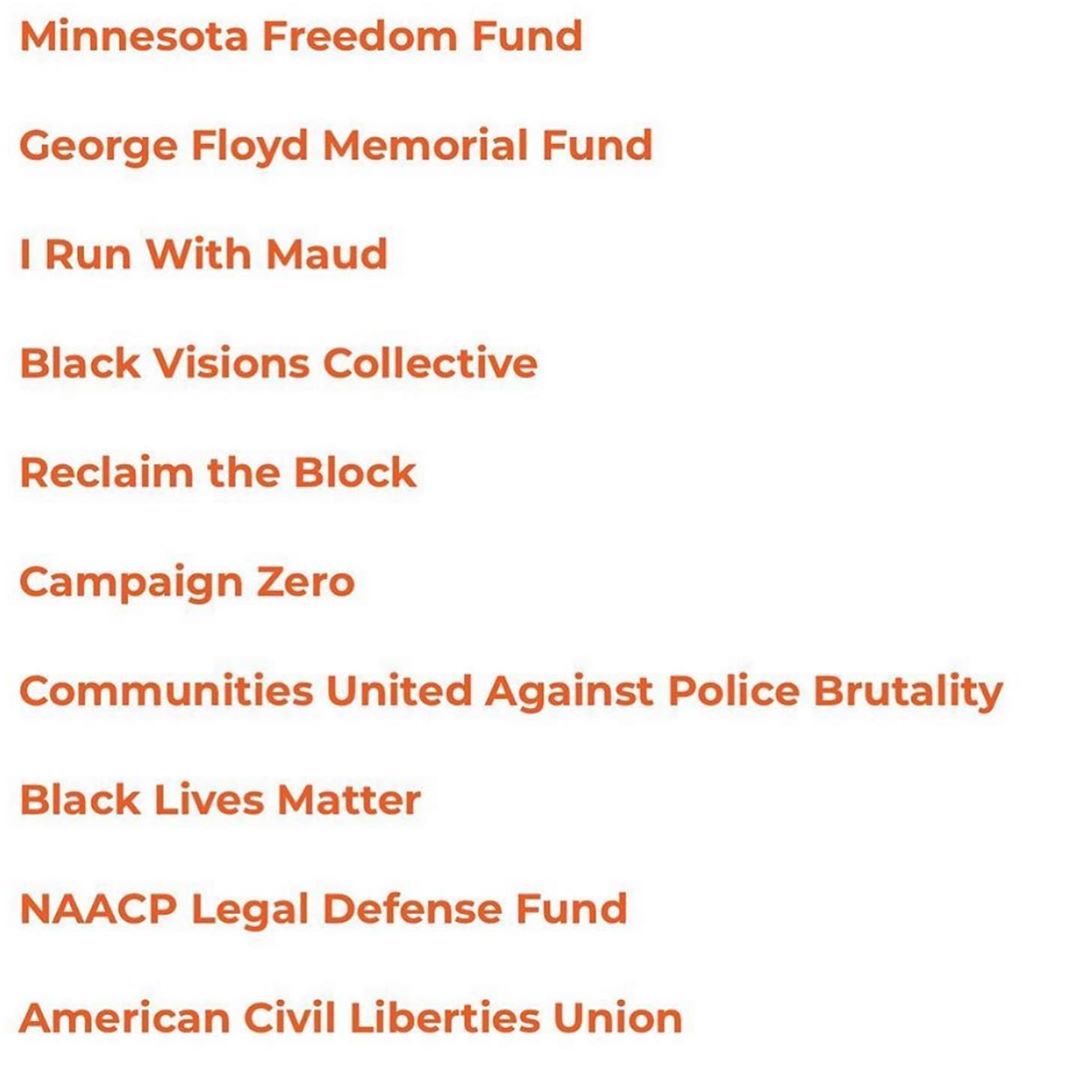 Minnesota Freedom Fund
George Floyd Memorial Fund
I Run With Maud
Black Visions Collective
Reclaim the Block
Campaign Zero
Communities United Against Police Brutality
Black Lives Matter
NAACP Legal Defense Fund
American Civil Liberties Union